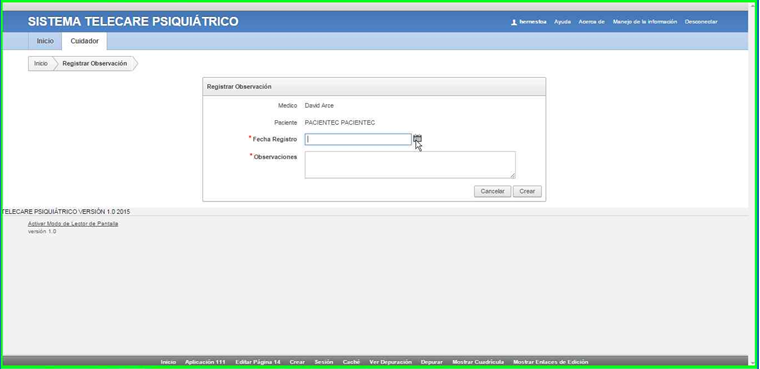 SISTEMA TELECARE PSIQUIÁTRICO
Ayuda Acerca de Manejo de la información Desconectar
Inicio Cuidador
Inicio Registrar Observación
Registrar Observación
Medico David Arce
Paciente PACIENTEC PACIENTEC
* Fecha Registro
* Observaciones
Cancelar Crear
TELECARE PSIQUIÁTRICO VERSIÓN 1.0 2015
Activar Modo de Lector de Pantalla
versión 1.0
Inicio Aplicación 111 Editar Página 14 Crear Sesión Caché Ver Depuración Depurar Mostrar Cuadrícula Mostrar Enlaces de Edición